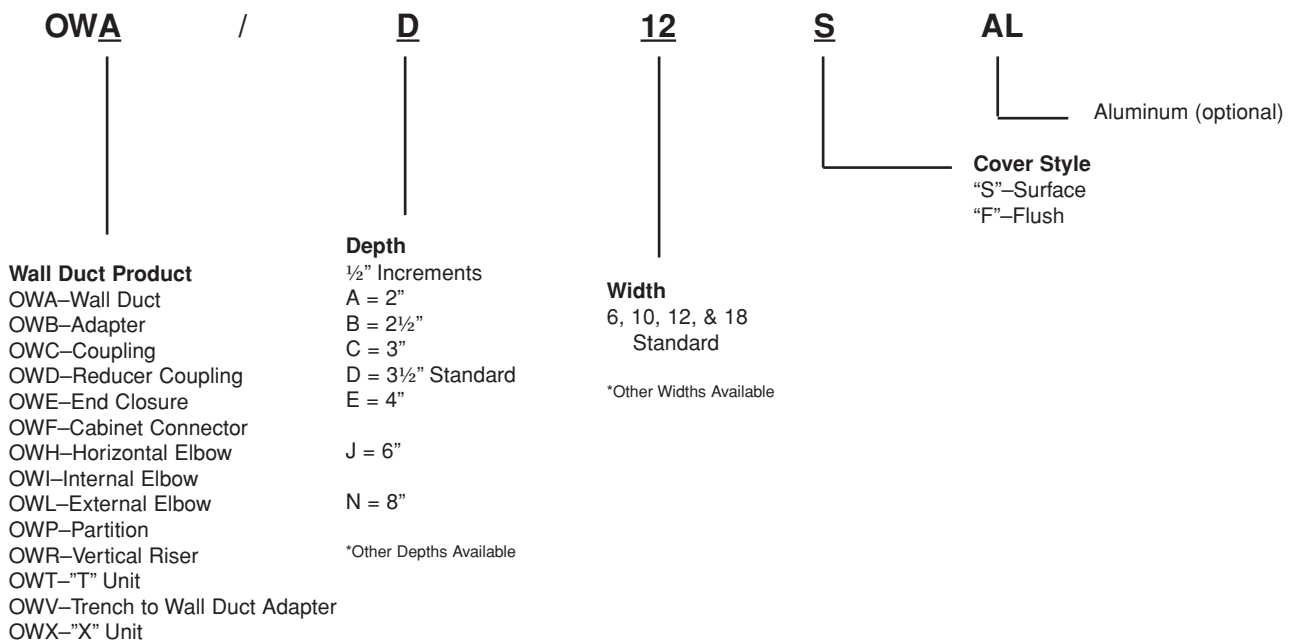 OWA / D 12 S AL
Aluminum (optional)
Cover Style
“S”–Surface
“F”–Flush
Depth
½” Increments
A = 2”
B = 2½”
C = 3”
D = 3½” Standard
E = 4”
J = 6”
N = 8”
*Other Depths Available
Wall Duct Product
OWA–Wall Duct
OWB–Adapter
OWC–Coupling
OWD–Reducer Coupling
OWE–End Closure
OWF–Cabinet Connector
OWH–Horizontal Elbow
OWI–Internal Elbow
OWL–External Elbow
OWP–Partition
OWR–Vertical Riser
OWT–”T” Unit
OWV–Trench to Wall Duct Adapter
OWX–”X” Unit
Width
6, 10, 12, & 18
Standard
*Other Widths Available